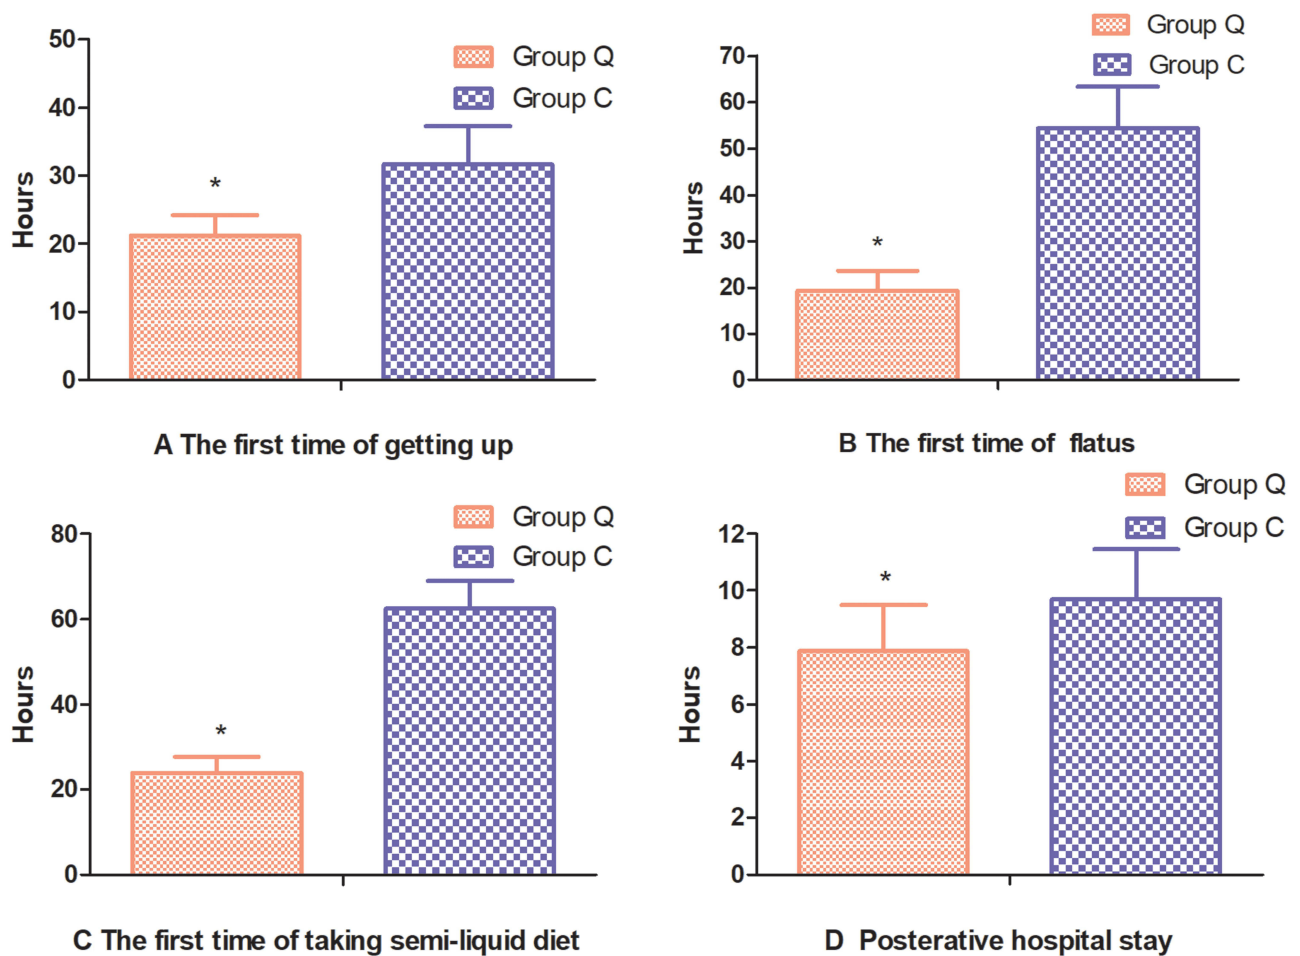 Group Q
Group C
50
40
30
20
10
0
Hours
*
A The first time of getting up
Group Q
Group C
70
60
50
40
30
20
10
0
Hours
*
B The first time of flatus
Group Q
Group C
80
60
40
20
0
Hours
*
C The first time of taking semi-liquid diet
Group Q
Group C
12
10
8
6
4
2
0
Hours
*
D Posterative hospital stay